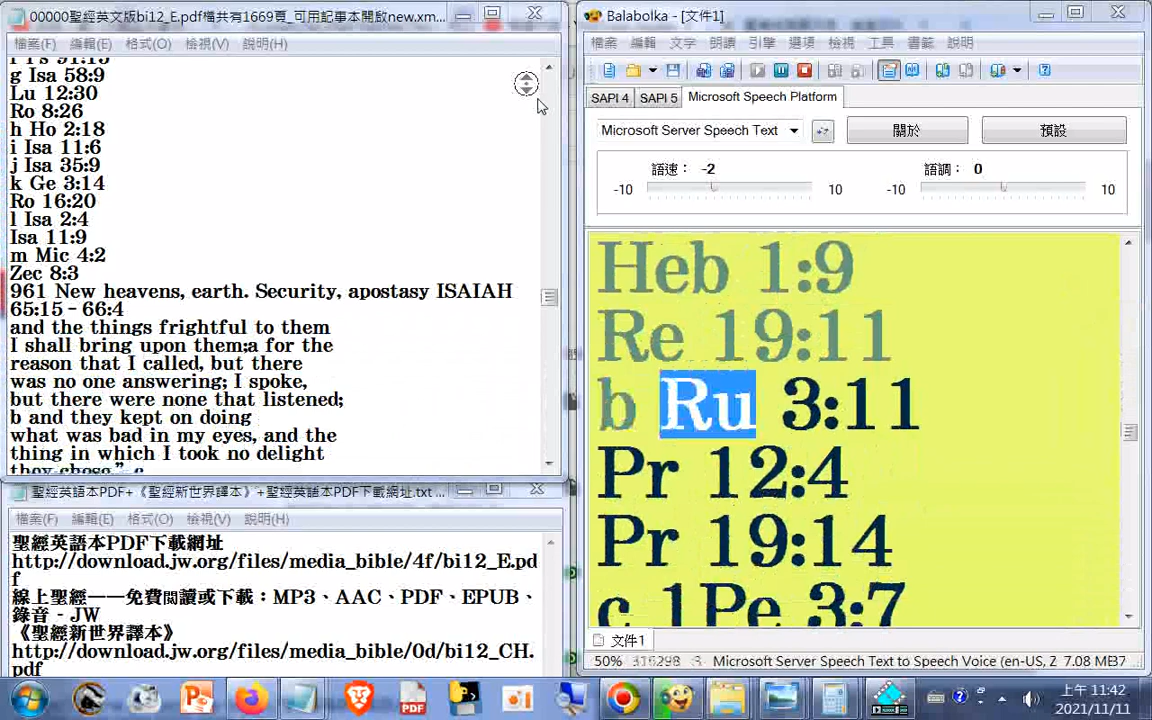 00000聖經英文版bi12_E.pdf檔共有1669頁_可用記事本開啟new.xm...
檔案(F) 編輯(E) 格式(O) 檢視(V) 說明(H)
g Isa 58:9
Lu 12:30
Ro 8:26
h Ho 2:18
i Isa 11:6
j Isa 35:9
k Ge 3:14
Ro 16:20
l Isa 2:4
Isa 11:9
m Mic 4:2
Zec 8:3
961 New heavens, earth. Security, apostasy ISAIAH
65:15 – 66:4
and the things frightful to them
I shall bring upon them;a for the
reason that I called, but there
was no one answering; I spoke,
but there were none that listened;
b and they kept on doing
what was bad in my eyes, and the
thing in which I took no delight
they chose.” c
聖經英語本PDF+《聖經新世界譯本》+聖經英語本PDF下載網址.txt ...
檔案(F) 編輯(E) 格式(O) 檢視(V) 說明(H)
聖經英語本PDF下載網址
http://download.jw.org/files/media_bible/4f/bi12_E.pd
f
線上聖經——免費閱讀或下載：MP3、AAC、PDF、EPUB、
錄音 - JW
《聖經新世界譯本》
http://download.jw.org/files/media_bible/0d/bi12_CH.
pdf
Balabolka - [文件1]
檔案 編輯 文字 朗讀 引擎 選項 檢視 工具 書籤 說明
SAPI 4 SAPI 5 Microsoft Speech Platform
Microsoft Server Speech Text 關於 預設
語速： -2 語調： 0
-10 10 -10 10
Heb 1:9
Re 19:11
b Ru 3:11
Pr 12:4
Pr 19:14
c 1Pe 3:7
文件1
50% Microsoft Server Speech Text to Speech Voice (en-US, 2 7.08 MB
上午 11:42
2021/11/11